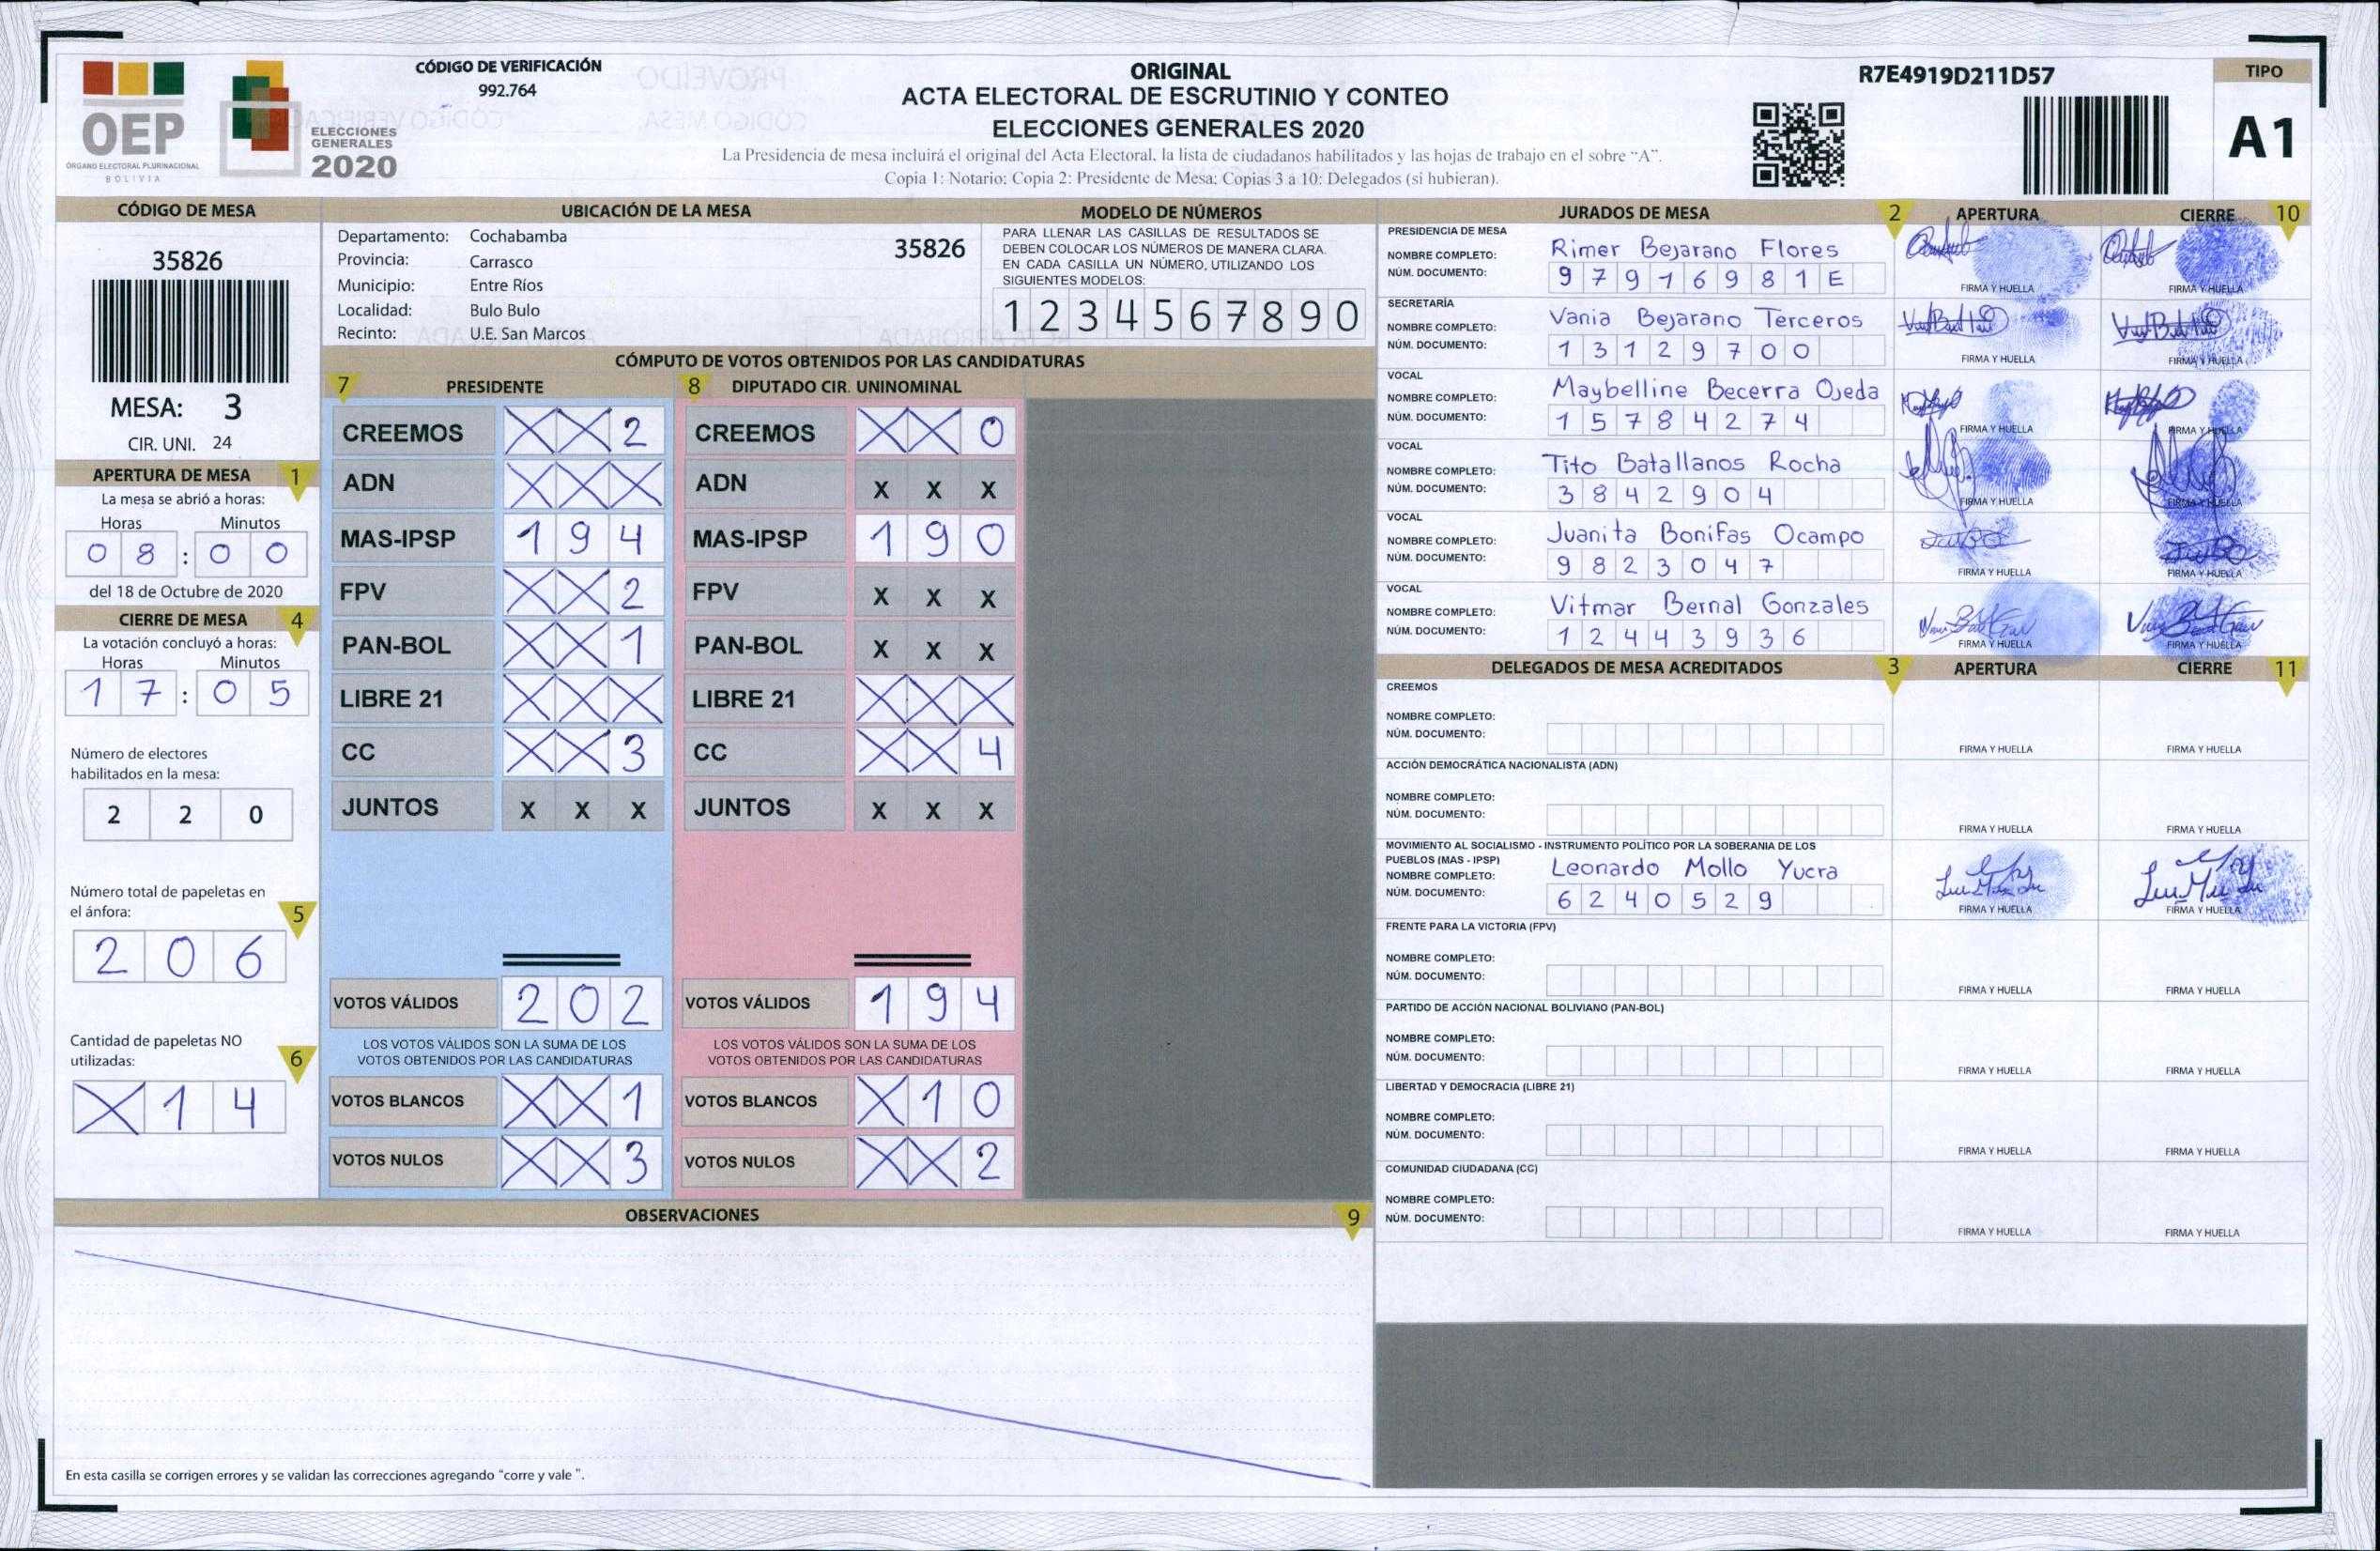 CÓDIGO DE VERIFICACIÓN
992.764
ORIGINAL
ACTA ELECTORAL DE ESCRUTINIO Y CONTEO
ELECCIONES GENERALES 2020
La Presidencia de mesa incluirá el original del Acta Electoral, la lista de ciudadanos habilitados y las hojas de trabajo en el sobre "A".
Copia 1: Notario; Copia 2: Presidente de Mesa; Copias 3 a 10: Delegados (si hubieran).
R7E4919D211D57
TIPO
A1
OEP
ÓRGANO ELECTORAL PLURINACIONAL
BOLIVIA
ELECCIONES
GENERALES
2020
CÓDIGO DE MESA
35826
MESA: 3
CIR. UNI. 24
APERTURA DE MESA 1
La mesa se abrió a horas:
Horas Minutos
0 8 : 0 0
del 18 de Octubre de 2020
CIERRE DE MESA 4
La votación concluyó a horas:
Horas Minutos
1 7 : 0 5
Número de electores
habilitados en la mesa:
2 2 0
Número total de papeletas en
el ánfora: 5
2 0 6
Cantidad de papeletas NO
utilizadas: 6
X 1 4
UBICACIÓN DE LA MESA
Departamento: Cochabamba 35826
Provincia: Carrasco
Municipio: Entre Ríos
Localidad: Bulo Bulo
Recinto: U.E. San Marcos
MODELO DE NÚMEROS
PARA LLENAR LAS CASILLAS DE RESULTADOS SE
DEBEN COLOCAR LOS NÚMEROS DE MANERA CLARA.
EN CADA CASILLA UN NÚMERO, UTILIZANDO LOS
SIGUIENTES MODELOS:
1 2 3 4 5 6 7 8 9 0
CÓMPUTO DE VOTOS OBTENIDOS POR LAS CANDIDATURAS
7 PRESIDENTE
CREEMOS X X 2
ADN X X X
MAS-IPSP 1 9 4
FPV X X 2
PAN-BOL X X 1
LIBRE 21 X X X
CC X X 3
JUNTOS X X X
VOTOS VÁLIDOS 2 0 2
LOS VOTOS VÁLIDOS SON LA SUMA DE LOS
VOTOS OBTENIDOS POR LAS CANDIDATURAS
VOTOS BLANCOS X X 1
VOTOS NULOS X X 3
8 DIPUTADO CIR. UNINOMINAL
CREEMOS X X 0
ADN X X X
MAS-IPSP 1 9 0
FPV X X X
PAN-BOL X X X
LIBRE 21 X X X
CC X X 4
JUNTOS X X X
VOTOS VÁLIDOS 1 9 4
LOS VOTOS VÁLIDOS SON LA SUMA DE LOS
VOTOS OBTENIDOS POR LAS CANDIDATURAS
VOTOS BLANCOS X 1 0
VOTOS NULOS X X 2
OBSERVACIONES 9
En esta casilla se corrigen errores y se validan las correcciones agregando "corre y vale ".
JURADOS DE MESA 2 APERTURA CIERRE 10
PRESIDENCIA DE MESA
NOMBRE COMPLETO: Rimer Bejarano Flores
NÚM. DOCUMENTO: 9 7 9 1 6 9 8 1 E
FIRMA Y HUELLA FIRMA Y HUELLA
SECRETARÍA
NOMBRE COMPLETO: Vania Bejarano Terceros
NÚM. DOCUMENTO: 1 3 1 2 9 7 0 0
FIRMA Y HUELLA FIRMA Y HUELLA
VOCAL
NOMBRE COMPLETO: Maybelline Becerra Ojeda
NÚM. DOCUMENTO: 1 5 7 8 4 2 7 4
FIRMA Y HUELLA FIRMA Y HUELLA
VOCAL
NOMBRE COMPLETO: Tito Batallanos Rocha
NÚM. DOCUMENTO: 3 8 4 2 9 0 4
FIRMA Y HUELLA FIRMA Y HUELLA
VOCAL
NOMBRE COMPLETO: Juanita Bonifas Ocampo
NÚM. DOCUMENTO: 9 8 2 3 0 4 7
FIRMA Y HUELLA FIRMA Y HUELLA
VOCAL
NOMBRE COMPLETO: Vitmar Bernal Gonzales
NÚM. DOCUMENTO: 1 2 4 4 3 9 3 6
FIRMA Y HUELLA FIRMA Y HUELLA
DELEGADOS DE MESA ACREDITADOS 3 APERTURA CIERRE 11
CREEMOS
NOMBRE COMPLETO:
NÚM. DOCUMENTO:
FIRMA Y HUELLA FIRMA Y HUELLA
ACCIÓN DEMOCRÁTICA NACIONALISTA (ADN)
NOMBRE COMPLETO:
NÚM. DOCUMENTO:
FIRMA Y HUELLA FIRMA Y HUELLA
MOVIMIENTO AL SOCIALISMO - INSTRUMENTO POLÍTICO POR LA SOBERANIA DE LOS
PUEBLOS (MAS - IPSP)
NOMBRE COMPLETO: Leonardo Mollo Yucra
NÚM. DOCUMENTO: 6 2 4 0 5 2 9
FIRMA Y HUELLA FIRMA Y HUELLA
FRENTE PARA LA VICTORIA (FPV)
NOMBRE COMPLETO:
NÚM. DOCUMENTO:
FIRMA Y HUELLA FIRMA Y HUELLA
PARTIDO DE ACCIÓN NACIONAL BOLIVIANO (PAN-BOL)
NOMBRE COMPLETO:
NÚM. DOCUMENTO:
FIRMA Y HUELLA FIRMA Y HUELLA
LIBERTAD Y DEMOCRACIA (LIBRE 21)
NOMBRE COMPLETO:
NÚM. DOCUMENTO:
FIRMA Y HUELLA FIRMA Y HUELLA
COMUNIDAD CIUDADANA (CC)
NOMBRE COMPLETO:
NÚM. DOCUMENTO:
FIRMA Y HUELLA FIRMA Y HUELLA